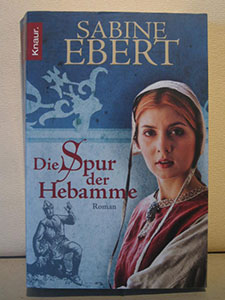 Knaur.
SABINE
EBERT
Die Spur
der
Hebamme
Roman